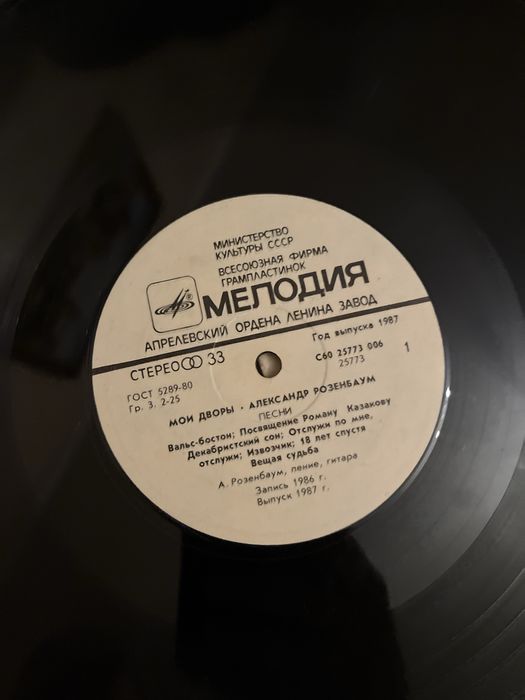 МИНИСТЕРСТВО
КУЛЬТУРЫ СССР
ВСЕСОЮЗНАЯ ФИРМА
ГРАМПЛАСТИНОК
МЕЛОДИЯ
АПРЕЛЕВСКИЙ ОРДЕНА ЛЕНИНА ЗАВОД
СТЕРЕО 33
Год выпуска 1987
ГОСТ 5289-80
Гр. 3. 2-25
С60 25773 006
25773
1
МОИ ДВОРЫ • АЛЕКСАНДР РОЗЕНБАУМ
ПЕСНИ
Вальс-бостон; Посвящение Роману Казакову
Декабристский сон; Отслужи по мне,
отслужи; Извозчик; 18 лет спустя
Вещая судьба
А. Розенбаум, пение, гитара
Запись 1986 г.
Выпуск 1987 г.